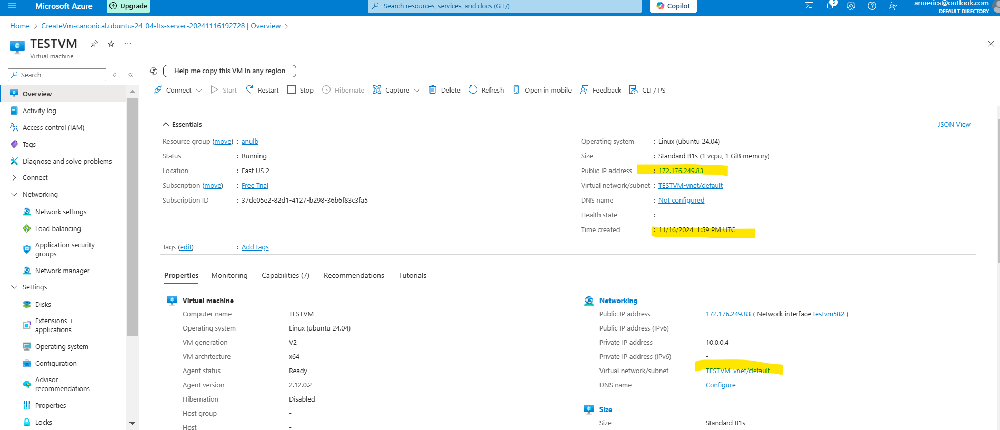 Microsoft Azure
Upgrade
Search resources, services, and docs (G+/)
Copilot
5
anuerics@outlook.com
DEFAULT DIRECTORY
Home > CreateVm-canonical.ubuntu-24_04-lts-server-20241116192728 | Overview >
TESTVM
Virtual machine
Search
Overview
Activity log
Access control (IAM)
Tags
Diagnose and solve problems
Connect
Networking
Network settings
Load balancing
Application security
groups
Network manager
Settings
Disks
Extensions +
applications
Operating system
Configuration
Advisor
recommendations
Properties
Locks
Help me copy this VM in any region
Connect Start Restart Stop Hibernate Capture Delete Refresh Open in mobile Feedback CLI / PS
Essentials
JSON View
Resource group (move) : anulb
Status : Running
Location : East US 2
Subscription (move) : Free Trial
Subscription ID : 37de05e2-82d1-4127-b298-36b6f83c3fa5
Operating system : Linux (ubuntu 24.04)
Size : Standard B1s (1 vcpu, 1 GiB memory)
Public IP address : 172.176.249.83
Virtual network/subnet : TESTVM-vnet/default
DNS name : Not configured
Health state : -
Time created : 11/16/2024, 1:59 PM UTC
Tags (edit) : Add tags
Properties Monitoring Capabilities (7) Recommendations Tutorials
Virtual machine
Computer name TESTVM
Operating system Linux (ubuntu 24.04)
VM generation V2
VM architecture x64
Agent status Ready
Agent version 2.12.0.2
Hibernation Disabled
Host group -
Host -
Networking
Public IP address 172.176.249.83 ( Network interface testvm582 )
Public IP address (IPv6) -
Private IP address 10.0.0.4
Private IP address (IPv6) -
Virtual network/subnet TESTVM-vnet/default
DNS name Configure
Size
Size Standard B1s